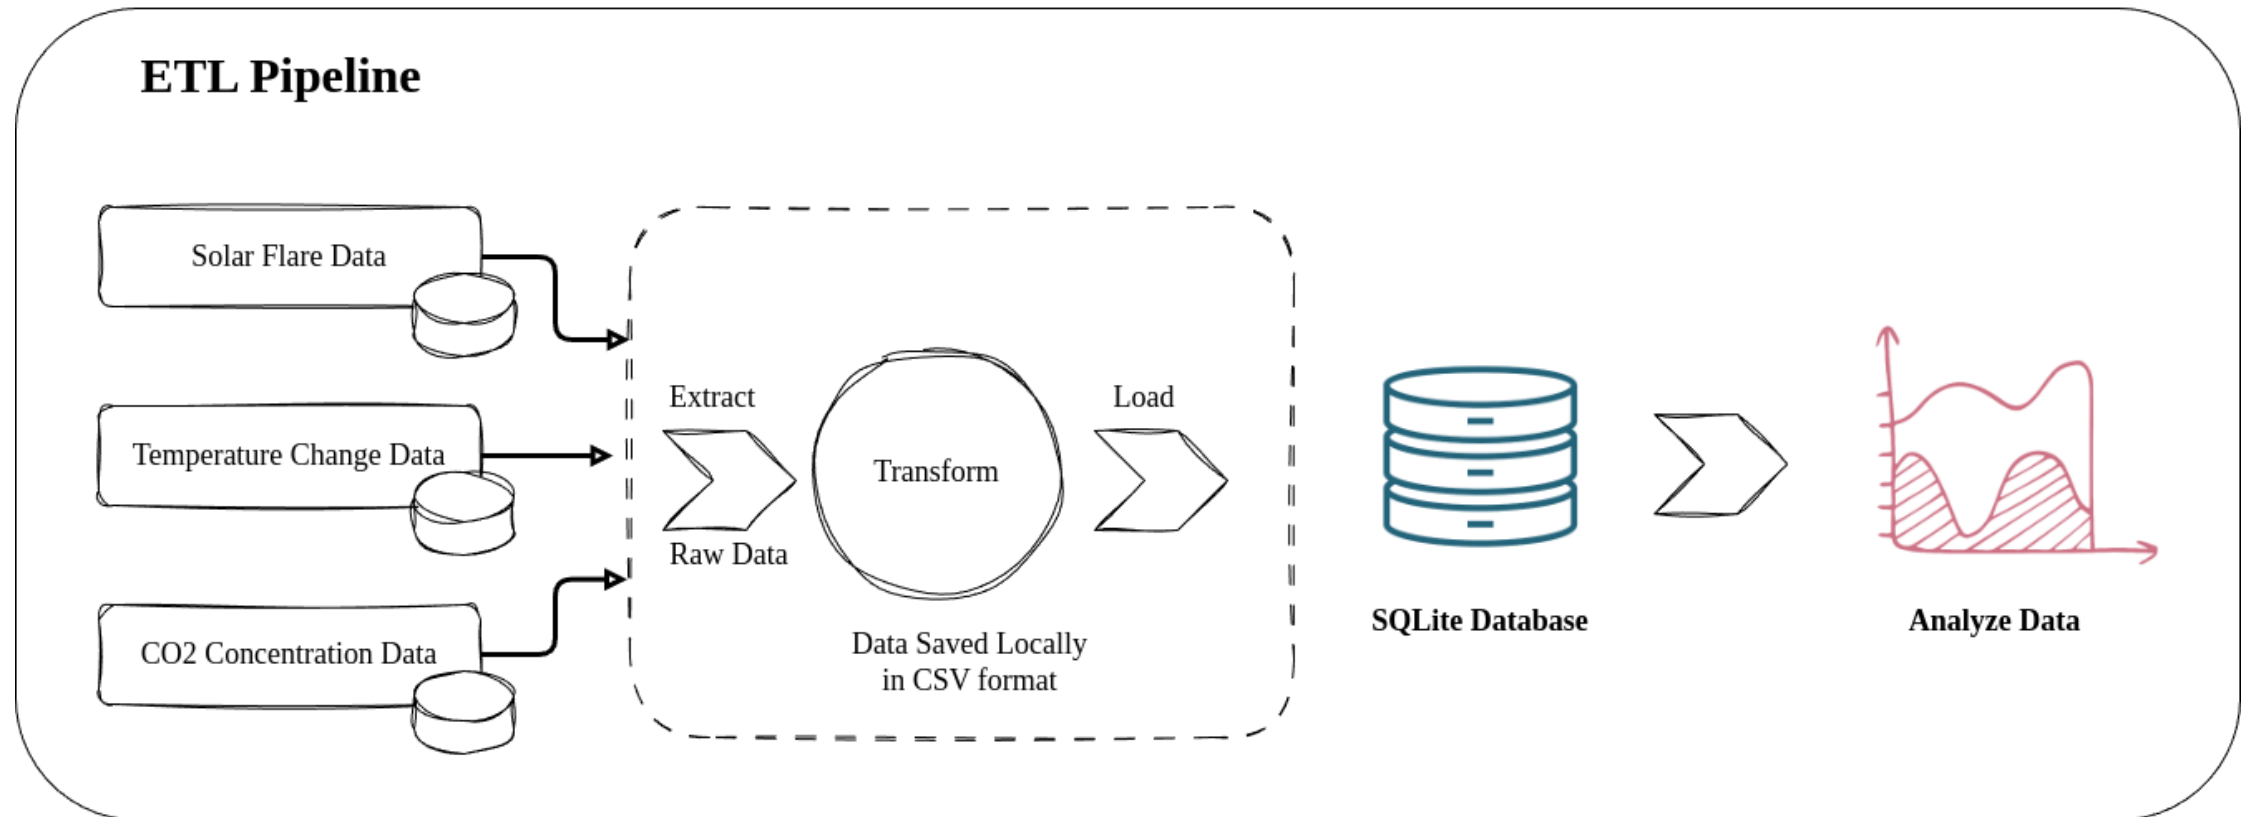 ETL Pipeline
Solar Flare Data
Temperature Change Data
CO2 Concentration Data
Extract
Raw Data
Transform
Data Saved Locally
in CSV format
Load
SQLite Database
Analyze Data